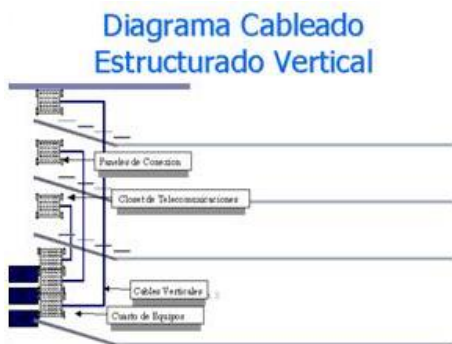 Diagrama Cableado
Estructurado Vertical
Paneles de Conexion
Closet de Telecomunicaciones
Cables Verticales
Cuarto de Equipos